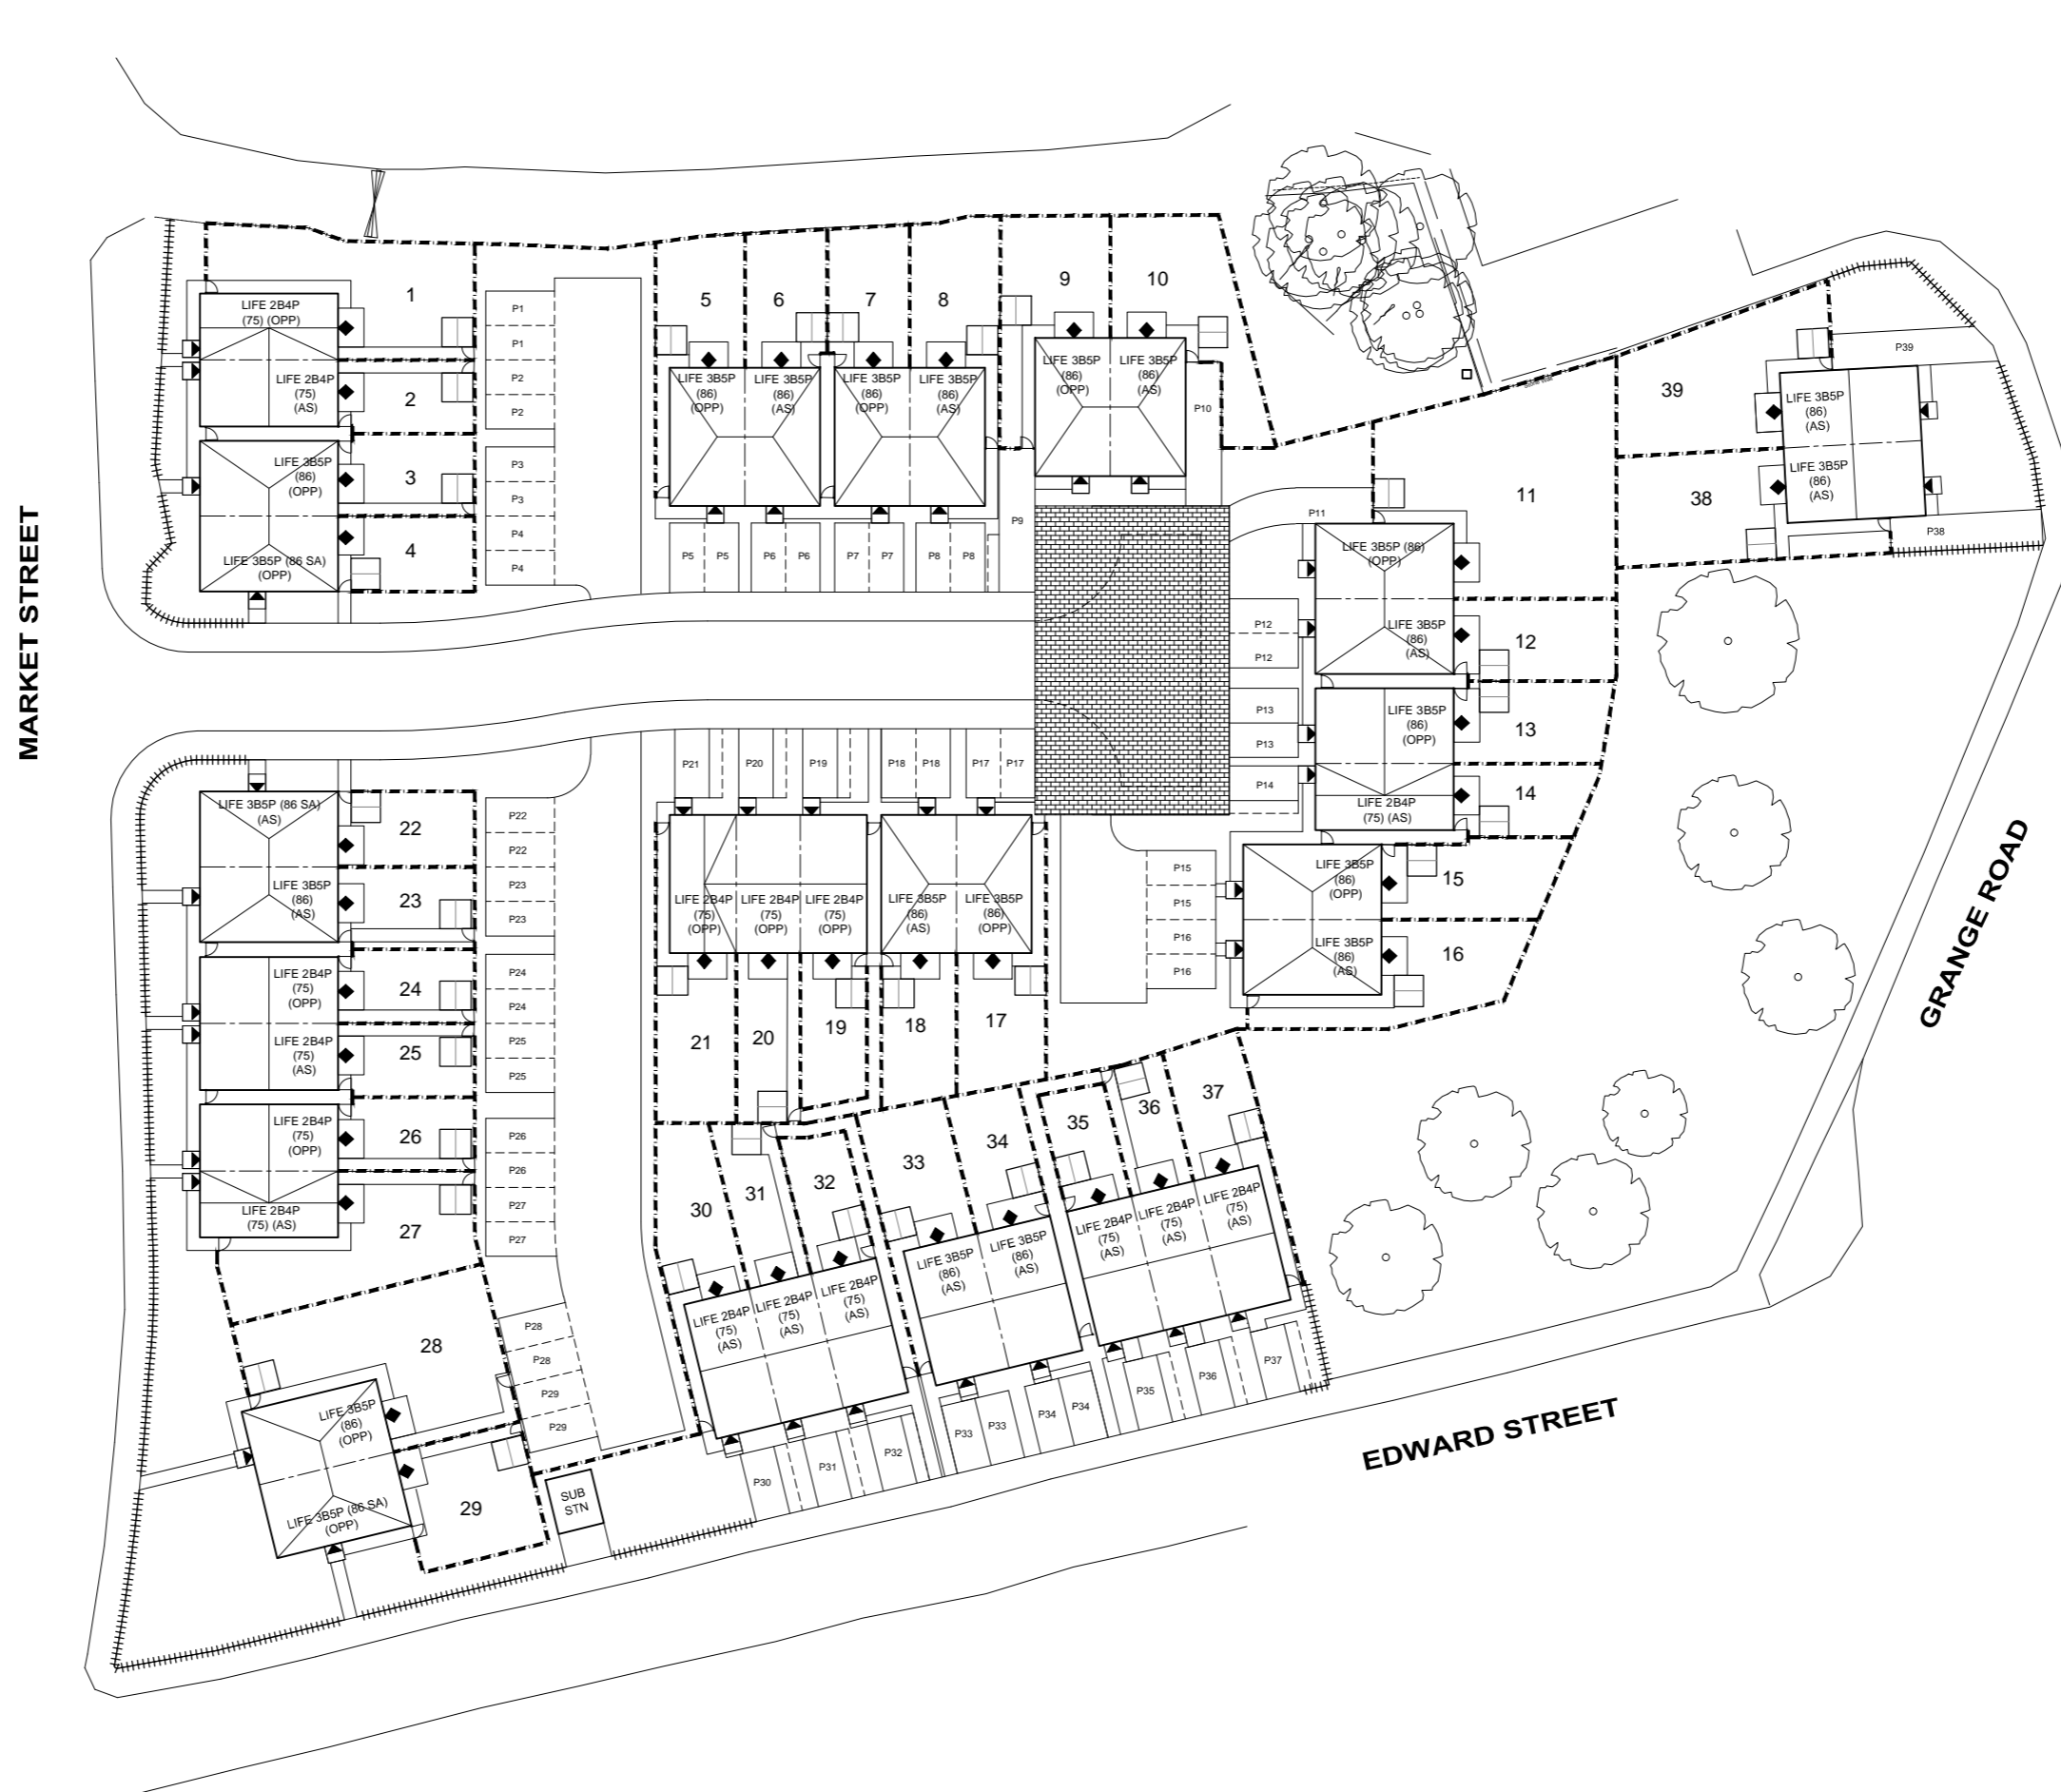 MARKET STREET
LIFE 2B4P
(75) (OPP)
1
LIFE 2B4P
(75)
(AS)
2
LIFE 3B5P
(86)
(OPP)
3
LIFE 3B5P (86 SA)
(OPP)
4
P1
P1
P2
P2
P3
P3
P4
P4
5
6
7
8
9
10
LIFE 3B5P
(86)
(OPP)
LIFE 3B5P
(86)
(AS)
LIFE 3B5P
(86)
(OPP)
LIFE 3B5P
(86)
(AS)
LIFE 3B5P
(86)
(OPP)
LIFE 3B5P
(86)
(AS)
P10
P5
P5
P6
P6
P7
P7
P8
P8
P9
39
P39
LIFE 3B5P
(86)
(AS)
LIFE 3B5P
(86)
(AS)
38
P38
11
P11
LIFE 3B5P (86)
(OPP)
LIFE 3B5P
(86)
(AS)
12
P12
P12
LIFE 3B5P
(86)
(OPP)
13
P13
P13
P14
LIFE 2B4P
(75) (AS)
14
LIFE 3B5P
(86)
(OPP)
15
P15
P15
P16
P16
LIFE 3B5P
(86)
(AS)
16
P21
P20
P19
P18
P18
P17
P17
LIFE 2B4P
(75)
(OPP)
LIFE 2B4P
(75)
(OPP)
LIFE 2B4P
(75)
(OPP)
LIFE 3B5P
(86)
(AS)
LIFE 3B5P
(86)
(OPP)
21
20
19
18
17
LIFE 3B5P (86 SA)
(AS)
22
LIFE 3B5P
(86)
(AS)
23
LIFE 2B4P
(75)
(OPP)
24
LIFE 2B4P
(75)
(AS)
25
LIFE 2B4P
(75)
(OPP)
26
LIFE 2B4P
(75) (AS)
27
P22
P22
P23
P23
P24
P24
P25
P25
P26
P26
P27
P27
28
P28
P28
P29
P29
LIFE 3B5P
(86)
(OPP)
LIFE 3B5P (86 SA)
(OPP)
29
SUB
STN
30
31
32
33
34
35
36
37
LIFE 2B4P
(75)
(AS)
LIFE 2B4P
(75)
(AS)
LIFE 2B4P
(75)
(AS)
LIFE 3B5P
(86)
(AS)
LIFE 3B5P
(86)
(AS)
LIFE 2B4P
(75)
(AS)
LIFE 2B4P
(75)
(AS)
LIFE 2B4P
(75)
(AS)
P30
P31
P32
P33
P33
P34
P34
P35
P36
P37
GRANGE ROAD
EDWARD STREET